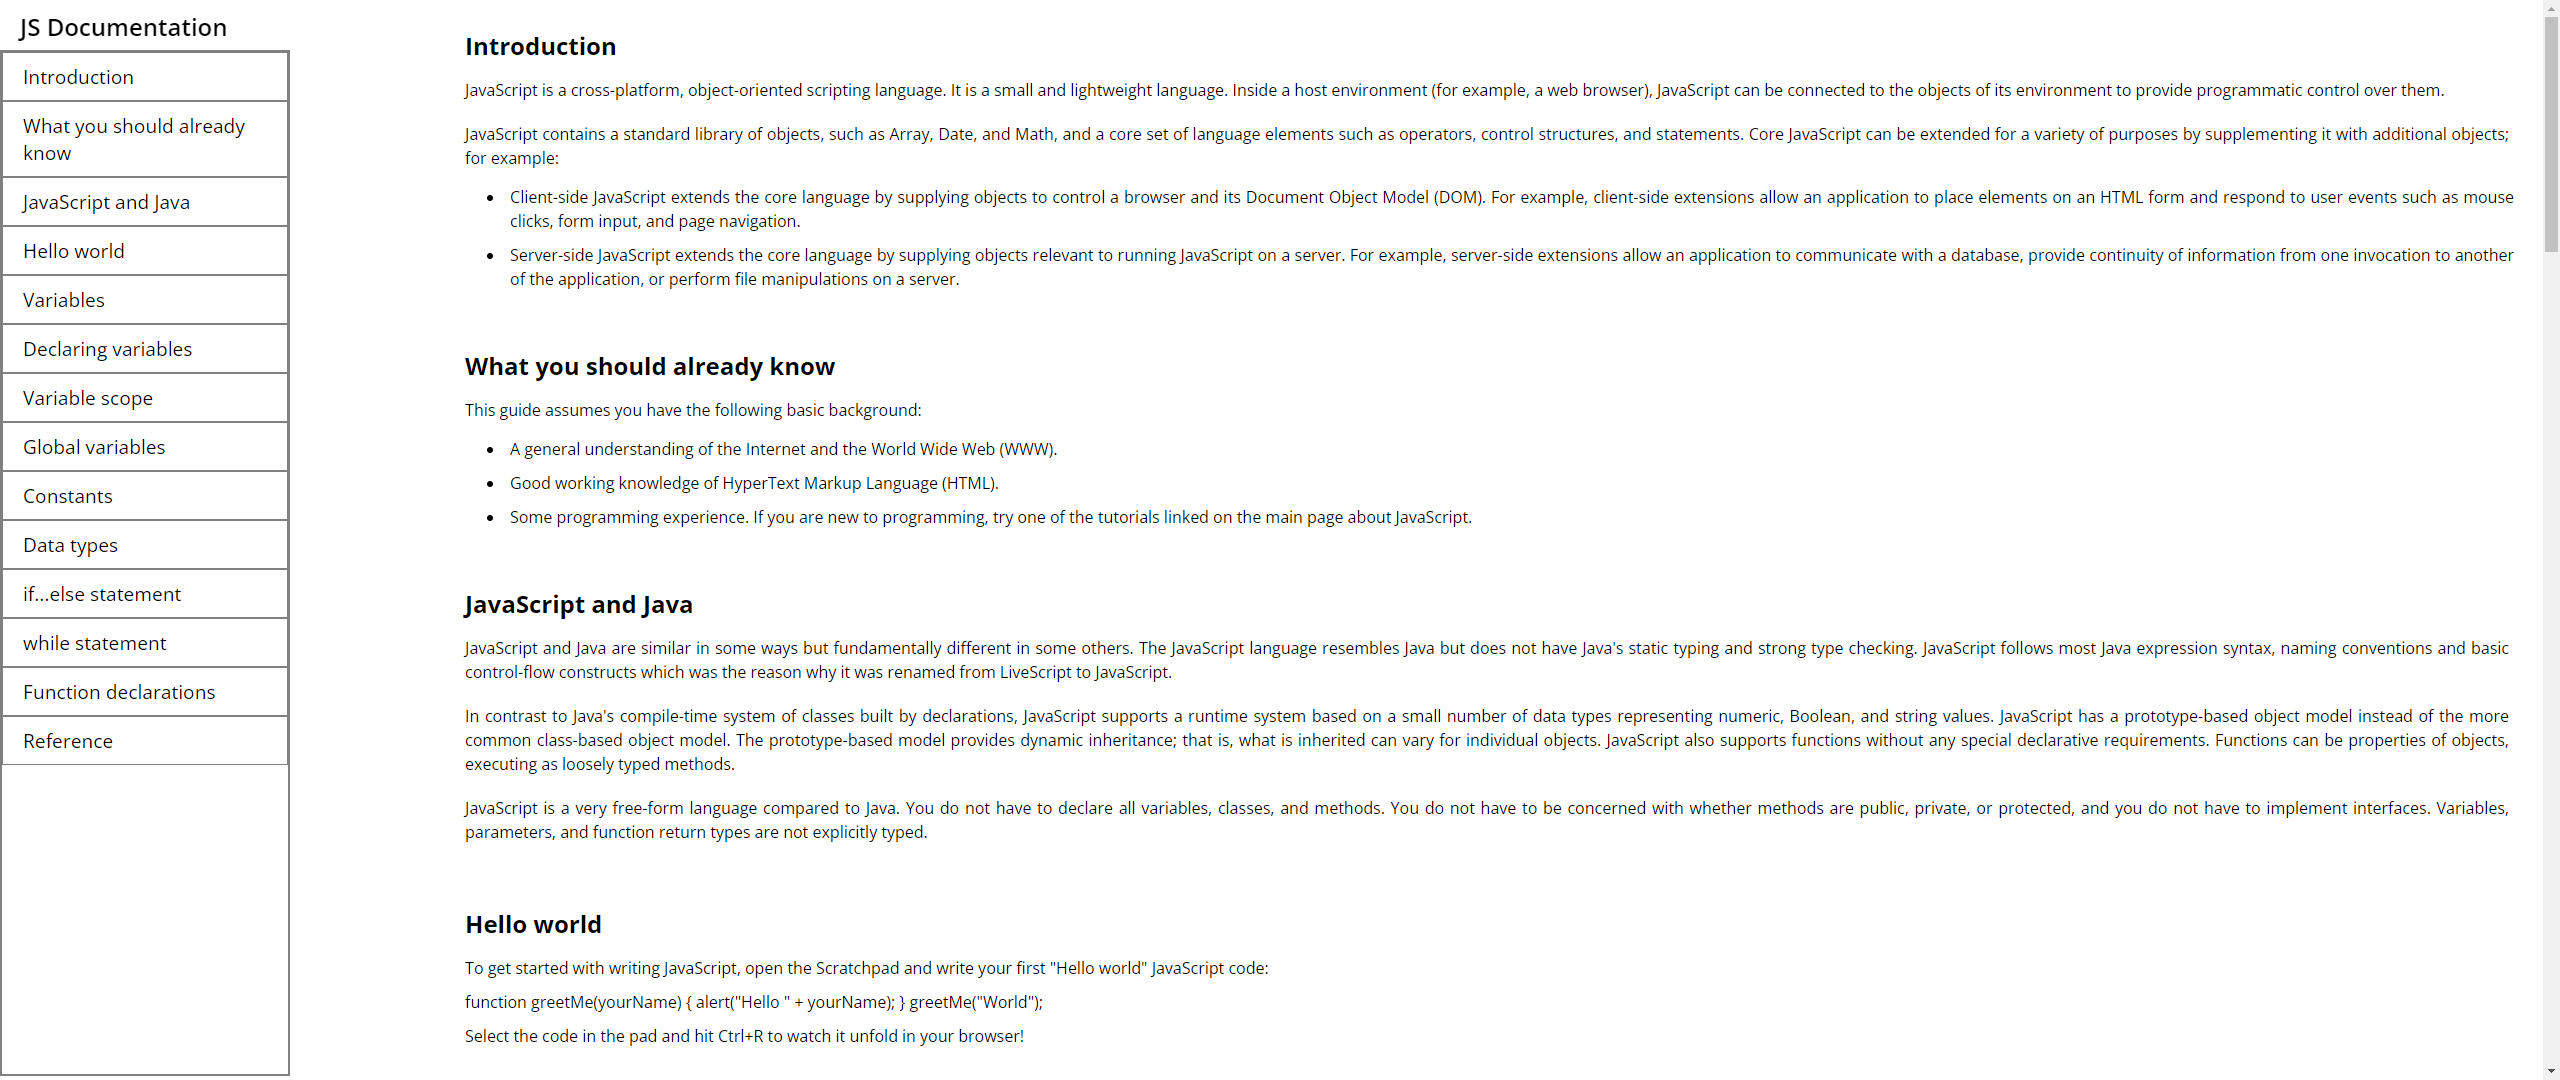 JS Documentation
Introduction
What you should already
know
JavaScript and Java
Hello world
Variables
Declaring variables
Variable scope
Global variables
Constants
Data types
if...else statement
while statement
Function declarations
Reference
Introduction
JavaScript is a cross-platform, object-oriented scripting language. It is a small and lightweight language. Inside a host environment (for example, a web browser), JavaScript can be connected to the objects of its environment to provide programmatic control over them.
JavaScript contains a standard library of objects, such as Array, Date, and Math, and a core set of language elements such as operators, control structures, and statements. Core JavaScript can be extended for a variety of purposes by supplementing it with additional objects;
for example:
• Client-side JavaScript extends the core language by supplying objects to control a browser and its Document Object Model (DOM). For example, client-side extensions allow an application to place elements on an HTML form and respond to user events such as mouse
clicks, form input, and page navigation.
• Server-side JavaScript extends the core language by supplying objects relevant to running JavaScript on a server. For example, server-side extensions allow an application to communicate with a database, provide continuity of information from one invocation to another
of the application, or perform file manipulations on a server.
What you should already know
This guide assumes you have the following basic background:
• A general understanding of the Internet and the World Wide Web (WWW).
• Good working knowledge of HyperText Markup Language (HTML).
• Some programming experience. If you are new to programming, try one of the tutorials linked on the main page about JavaScript.
JavaScript and Java
JavaScript and Java are similar in some ways but fundamentally different in some others. The JavaScript language resembles Java but does not have Java's static typing and strong type checking. JavaScript follows most Java expression syntax, naming conventions and basic
control-flow constructs which was the reason why it was renamed from LiveScript to JavaScript.
In contrast to Java's compile-time system of classes built by declarations, JavaScript supports a runtime system based on a small number of data types representing numeric, Boolean, and string values. JavaScript has a prototype-based object model instead of the more
common class-based object model. The prototype-based model provides dynamic inheritance; that is, what is inherited can vary for individual objects. JavaScript also supports functions without any special declarative requirements. Functions can be properties of objects,
executing as loosely typed methods.
JavaScript is a very free-form language compared to Java. You do not have to declare all variables, classes, and methods. You do not have to be concerned with whether methods are public, private, or protected, and you do not have to implement interfaces. Variables,
parameters, and function return types are not explicitly typed.
Hello world
To get started with writing JavaScript, open the Scratchpad and write your first "Hello world" JavaScript code:
function greetMe(yourName) { alert("Hello " + yourName); } greetMe("World");
Select the code in the pad and hit Ctrl+R to watch it unfold in your browser!